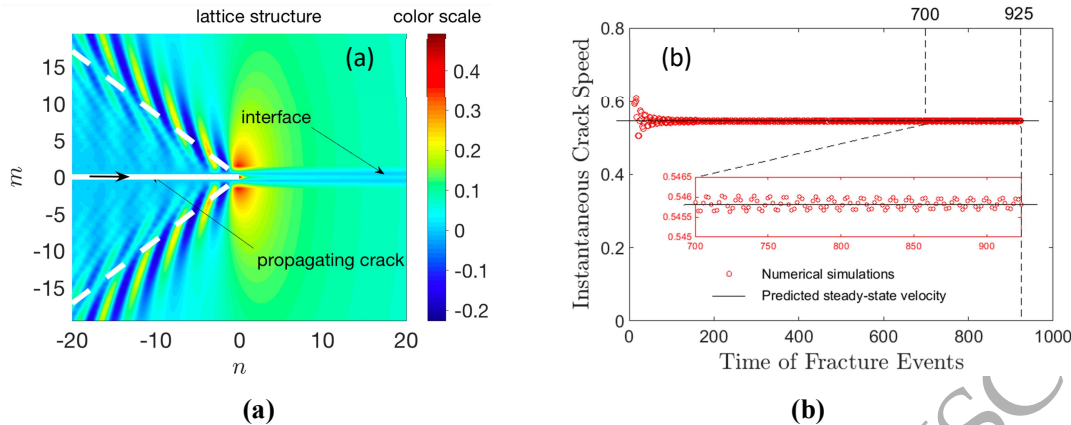 lattice structure
color scale
(a)
15
10
5
0
-5
-10
-15
m
interface
propagating crack
-20
-10
0
10
20
n
0.4
0.3
0.2
0.1
0
-0.1
-0.2
(a)
700
925
(b)
Instantaneous Crack Speed
0.8
0.6
0.4
0.2
0
0.5465
0.546
0.5455
0.545
700
750
800
850
900
Numerical simulations
Predicted steady-state velocity
0
200
400
600
800
1000
Time of Fracture Events
(b)
SC